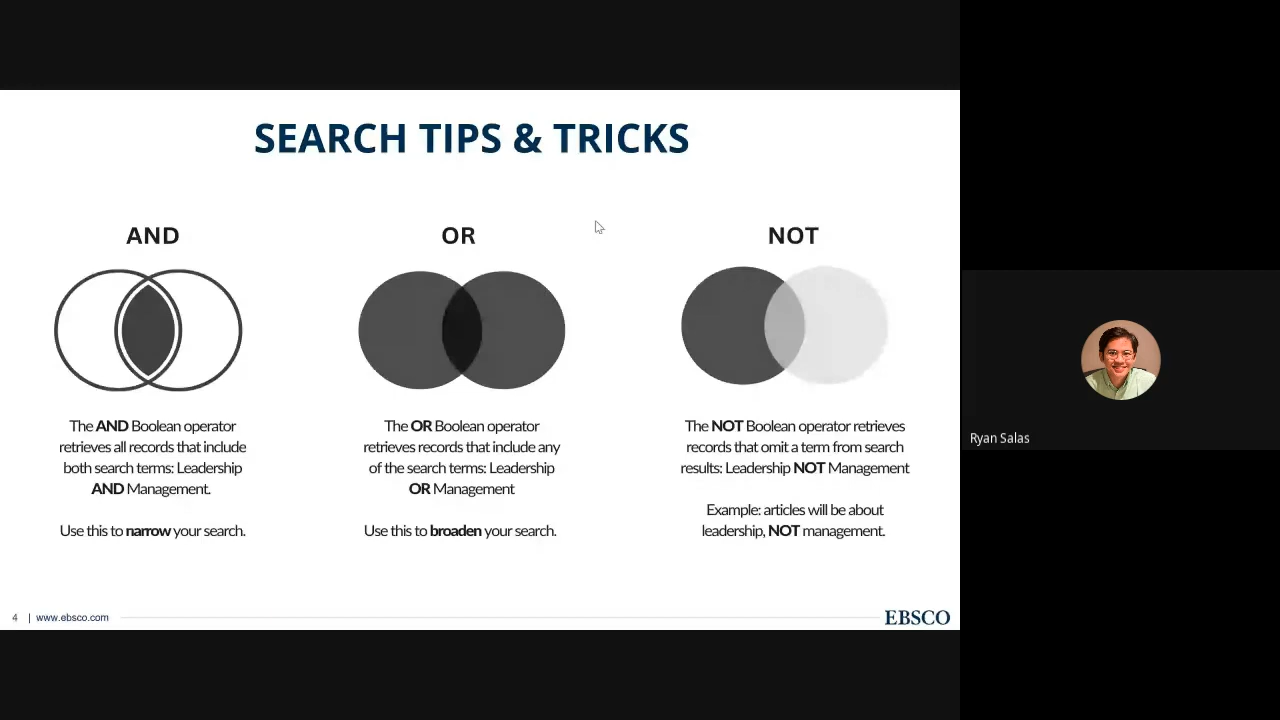 SEARCH TIPS & TRICKS
AND
The AND Boolean operator
retrieves all records that include
both search terms: Leadership
AND Management.
Use this to narrow your search.
OR
The OR Boolean operator
retrieves records that include any
of the search terms: Leadership
OR Management
Use this to broaden your search.
NOT
The NOT Boolean operator retrieves
records that omit a term from search
results: Leadership NOT Management
Example: articles will be about
leadership, NOT management.
4 | www.ebsco.com
EBSCO
Ryan Salas